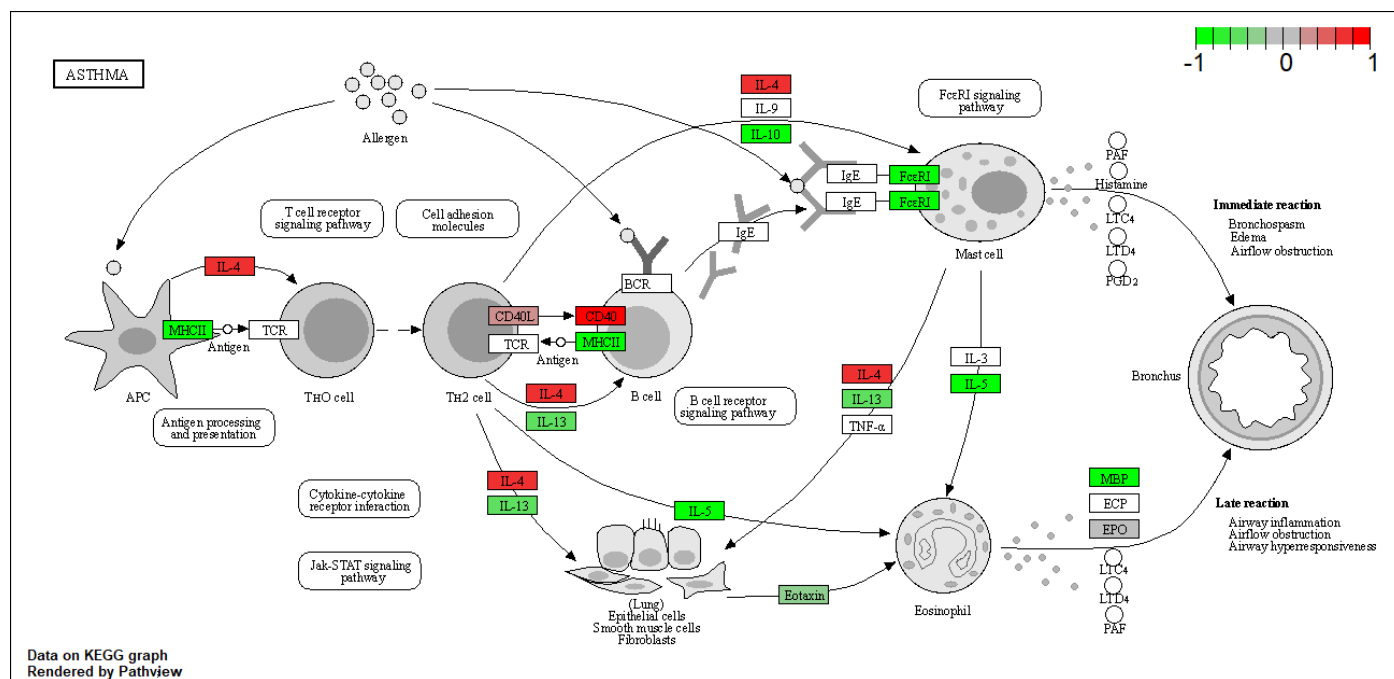 -1 0 1
ASTHMA
Allergen
IL-4
IL-9
IL-10
FcεRI signaling
pathway
PAF
Histamine
LTC4
LTD4
PGD2
IgE
FcεRI
IgE
FcεRI
IgE
Mast cell
Immediate reaction
Bronchospasm
Edema
Airflow obstruction
T cell receptor
signaling pathway
Cell adhesion
molecules
IL-4
BCR
MHCII
TCR
Antigen
CD40L
CD40
TCR
MHCII
Antigen
APC
TH0 cell
TH2 cell
B cell
IL-4
IL-13
B cell receptor
signaling pathway
IL-4
IL-13
TNF-α
IL-3
IL-5
Bronchus
Antigen processing
and presentation
Cytokine-cytokine
receptor interaction
IL-4
IL-13
IL-5
MBP
ECP
EPO
LTC4
LTD4
PAF
Late reaction
Airway inflammation
Airflow obstruction
Airway hyperresponsiveness
Jak-STAT signaling
pathway
Eotaxin
Eosinophil
(Lung)
Epithelial cells
Smooth muscle cells
Fibroblasts
Data on KEGG graph
Rendered by Pathview